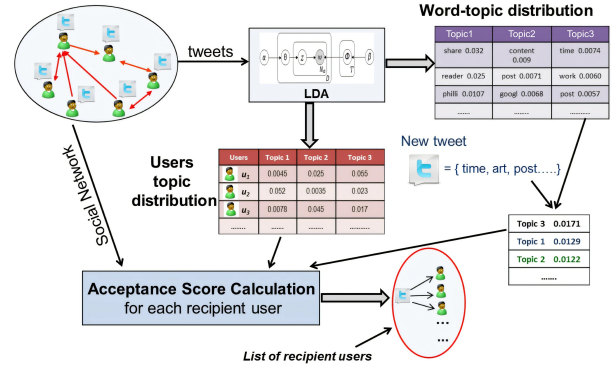 Word-topic distribution
Topic1 Topic2 Topic3
share 0.032 content 0.009 time 0.0074
reader 0.025 post 0.0071 work 0.0060
philli 0.0107 googl 0.0068 post 0.0057
....... ....... .......
tweets
α θ z w Φ β
N_d
D T
LDA
Users
topic
distribution
Users Topic 1 Topic 2 Topic 3
u₁ 0.0045 0.025 0.055
u₂ 0.052 0.0035 0.023
u₃ 0.0078 0.045 0.017
........ ...... ...... ......
New tweet
= { time, art, post.....}
Social Network
Topic 3 0.0171
Topic 1 0.0129
Topic 2 0.0122
........
Acceptance Score Calculation
for each recipient user
...
...
List of recipient users